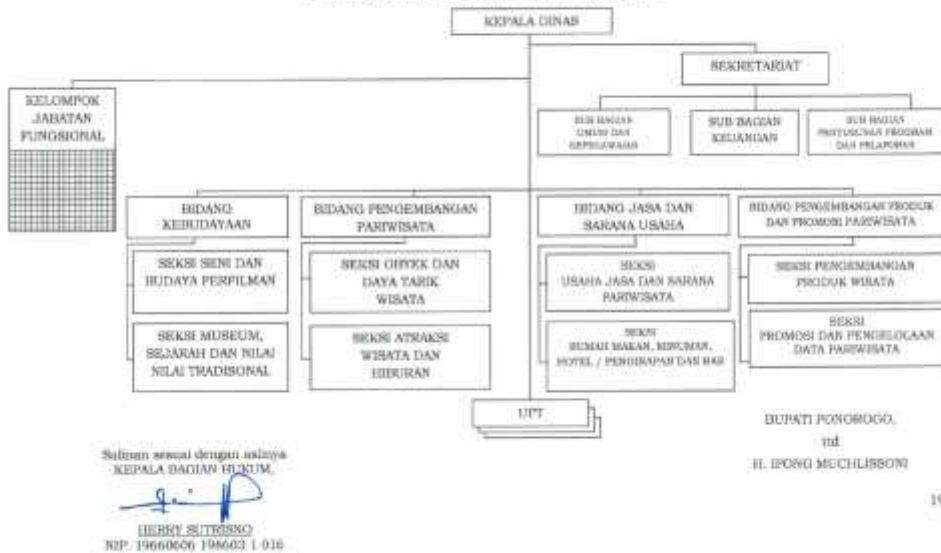 KEPALA DINAS
SEKRETARIAT
KELOMPOK
JABATAN
FUNGSIONAL
SUB BAGIAN
UMUM DAN
KEPEGAWAIAN
SUB BAGIAN
KEUANGAN
SUB BAGIAN
PENYUSUNAN PROGRAM
DAN PELAPORAN
BIDANG
KEBUDAYAAN
BIDANG PENGEMBANGAN
PARIWISATA
BIDANG JASA DAN
SARANA USAHA
BIDANG PENGEMBANGAN PRODUK
DAN PROMOSI PARIWISATA
SEKSI SENI DAN
BUDAYA PERFILMAN
SEKSI OBYEK DAN
DAYA TARIK
WISATA
SEKSI
USAHA JASA DAN SARANA
PARIWISATA
SEKSI PENGEMBANGAN
PRODUK WISATA
SEKSI MUSEUM,
SEJARAH DAN NILAI
NILAI TRADISONAL
SEKSI ATRAKSI
WISATA DAN
HIBURAN
SEKSI
RUMAH MAKAN, MINUMAN,
HOTEL / PENGINAPAN DAN BAR
SEKSI
PROMOSI DAN PENGELOLAAN
DATA PARIWISATA
UPT
BUPATI PONOROGO,
ttd
H. IPONG MUCHLISSONI
Salinan sesuai dengan aslinya
KEPALA BAGIAN HUKUM,
HERRY SUTRISNO
NIP. 19660606 198603 1 016